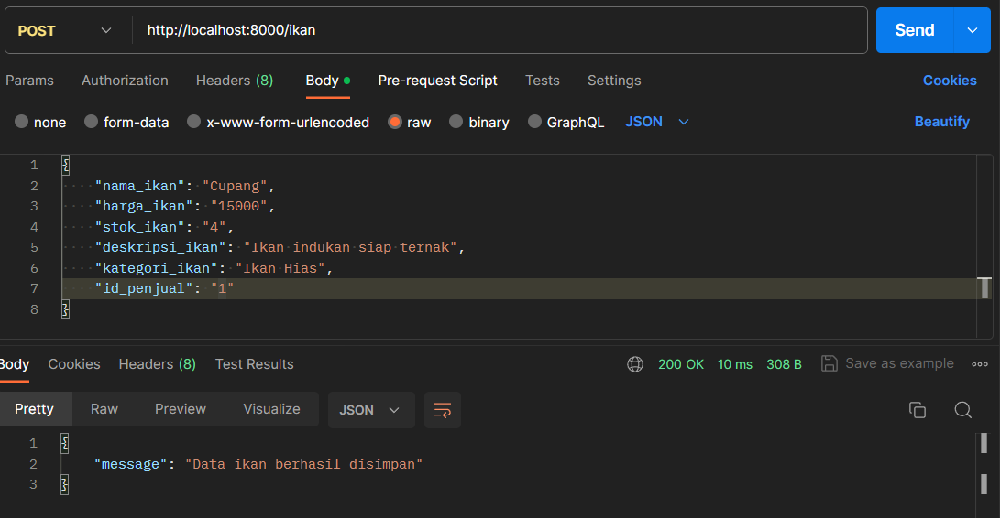 POST http://localhost:8000/ikan Send
Params Authorization Headers (8) Body Pre-request Script Tests Settings Cookies
none form-data x-www-form-urlencoded raw binary GraphQL JSON Beautify
1 {
2 "nama_ikan": "Cupang",
3 "harga_ikan": "15000",
4 "stok_ikan": "4",
5 "deskripsi_ikan": "Ikan indukan siap ternak",
6 "kategori_ikan": "Ikan Hias",
7 "id_penjual": "1"
8 }
Body Cookies Headers (8) Test Results 200 OK 10 ms 308 B Save as example
Pretty Raw Preview Visualize JSON
1 {
2 "message": "Data ikan berhasil disimpan"
3 }